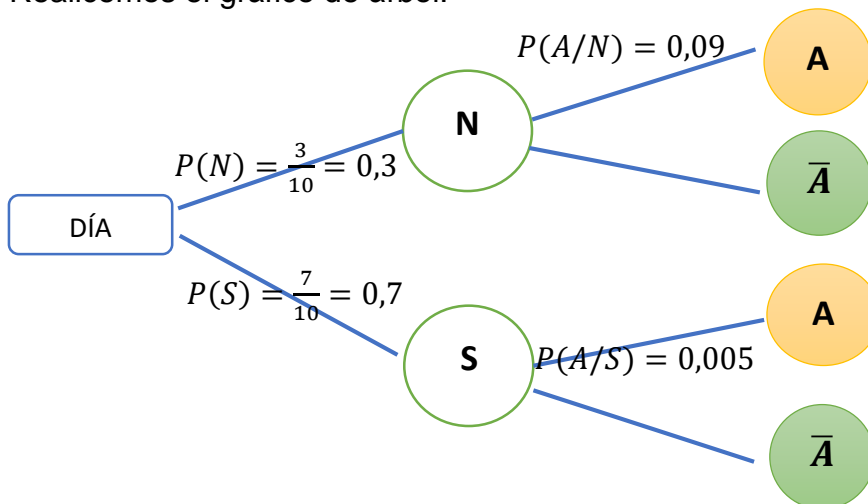 Realicemos el gráfico de árbol:
P(A/N) = 0,09
A
N
P(N) = 3/10 = 0,3
A̅
DÍA
P(S) = 7/10 = 0,7
A
S
P(A/S) = 0,005
A̅